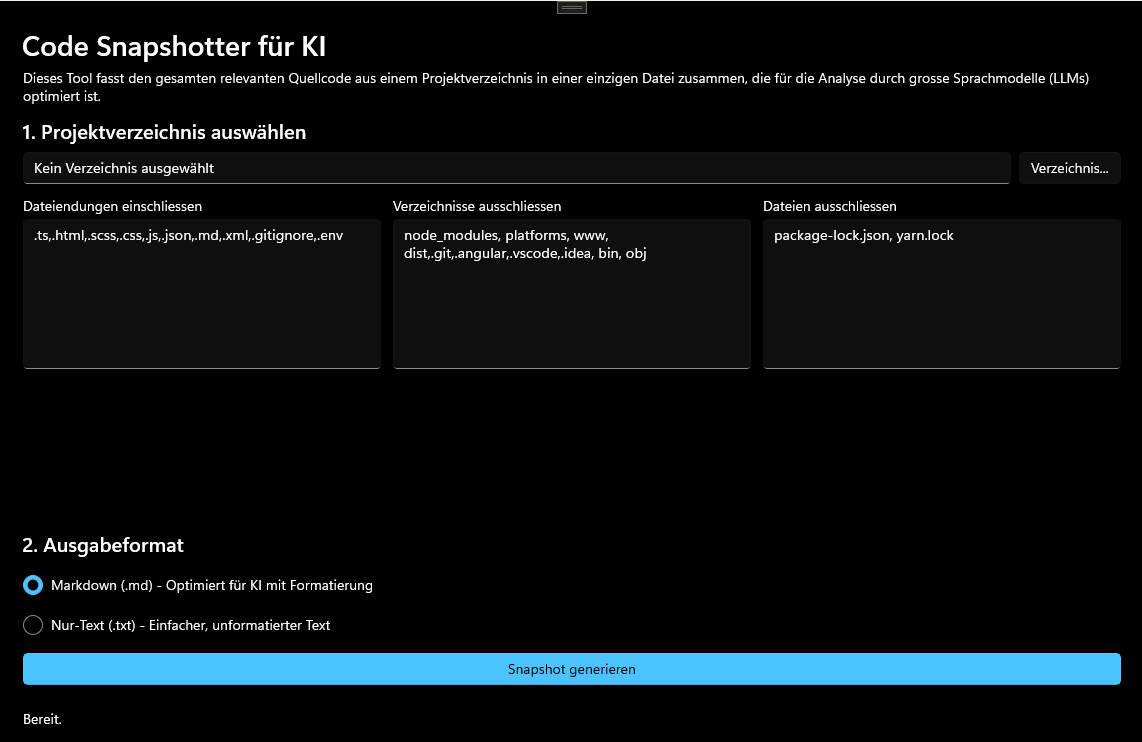 Code Snapshotter für KI
Dieses Tool fasst den gesamten relevanten Quellcode aus einem Projektverzeichnis in einer einzigen Datei zusammen, die für die Analyse durch grosse Sprachmodelle (LLMs)
optimiert ist.
1. Projektverzeichnis auswählen
Kein Verzeichnis ausgewählt
Verzeichnis...
Dateiendungen einschliessen
.ts,.html,.scss,.css,.js,.json,.md,.xml,.gitignore,.env
Verzeichnisse ausschliessen
node_modules, platforms, www,
dist,.git,.angular,.vscode,.idea, bin, obj
Dateien ausschliessen
package-lock.json, yarn.lock
2. Ausgabeformat
Markdown (.md) - Optimiert für KI mit Formatierung
Nur-Text (.txt) - Einfacher, unformatierter Text
Snapshot generieren
Bereit.